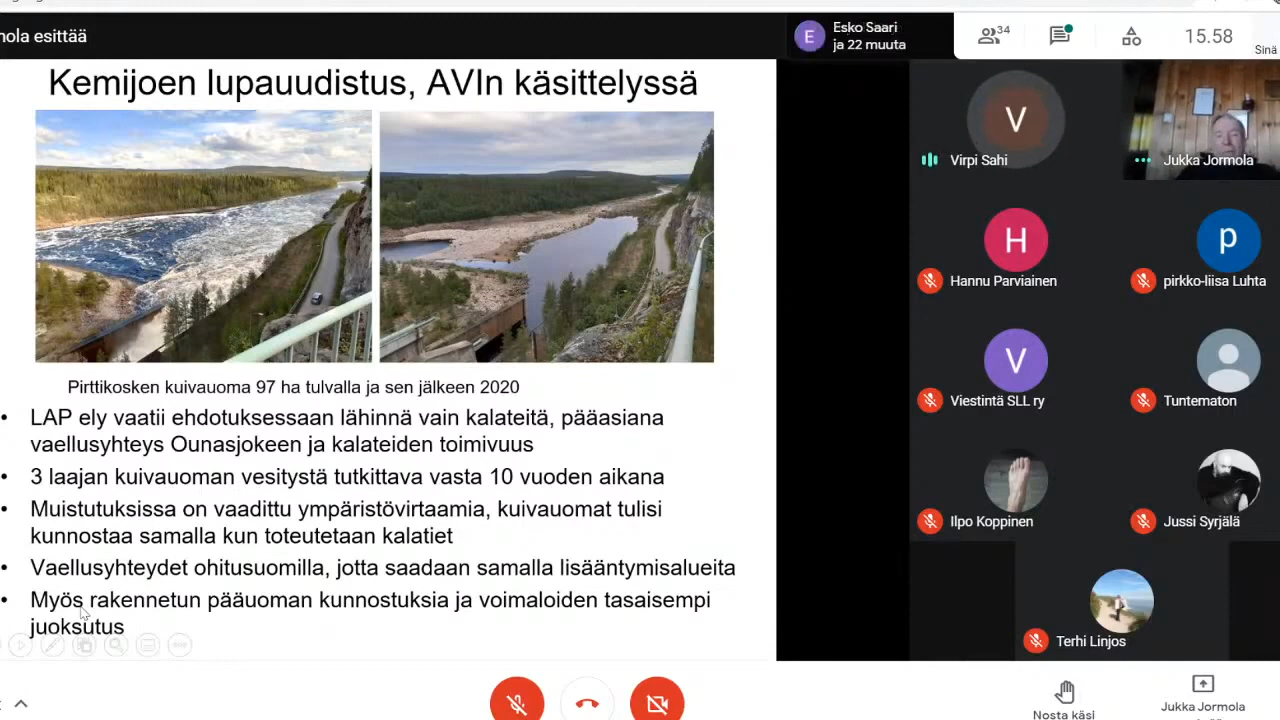 nola esittää
E
Esko Saari
ja 22 muuta
34
15.58
Sinä
Kemijoen lupauudistus, AVIn käsittelyssä
Pirttikosken kuivauoma 97 ha tulvalla ja sen jälkeen 2020
• LAP ely vaatii ehdotuksessaan lähinnä vain kalateitä, pääasiana
vaellusyhteys Ounasjokeen ja kalateiden toimivuus
• 3 laajan kuivauoman vesitystä tutkittava vasta 10 vuoden aikana
• Muistutuksissa on vaadittu ympäristövirtaamia, kuivauomat tulisi
kunnostaa samalla kun toteutetaan kalatiet
• Vaellusyhteydet ohitusuomilla, jotta saadaan samalla lisääntymisalueita
• Myös rakennetun pääuoman kunnostuksia ja voimaloiden tasaisempi
juoksutus
V
Virpi Sahi
Jukka Jormola
H
Hannu Parviainen
p
pirkko-liisa Luhta
V
Viestintä SLL ry
Tuntematon
Ilpo Koppinen
Jussi Syrjälä
Terhi Linjos
Nosta käsi
Jukka Jormola